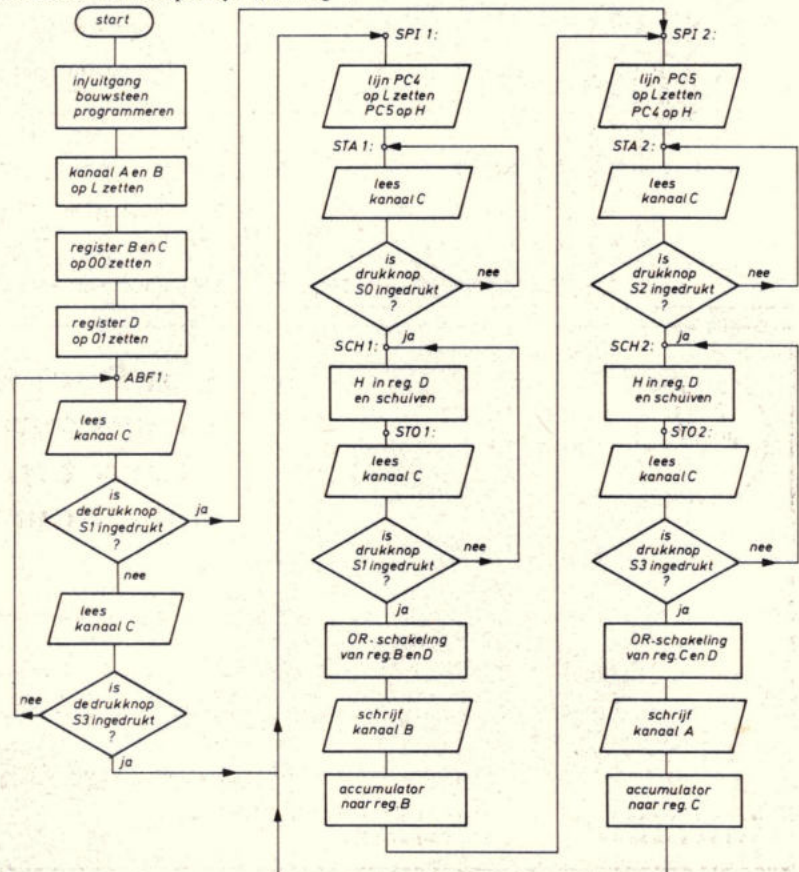 start
in/uitgang
bouwsteen
programmeren
kanaal A en B
op L zetten
register B en C
op 00 zetten
register D
op 01 zetten
ABF1:
lees
kanaal C
is
de drukknop
S1 ingedrukt
?
ja
nee
lees
kanaal C
is
de drukknop
S3 ingedrukt
?
nee
ja
SPI 1:
lijn PC4
op L zetten
PC5 op H
STA 1:
lees
kanaal C
is
drukknop
S0 ingedrukt
?
nee
ja
SCH 1:
H in reg. D
en schuiven
STO 1:
lees
kanaal C
is
drukknop
S1 ingedrukt
?
nee
ja
OR-schakeling
van reg. B en D
schrijf
kanaal B
accumulator
naar reg. B
SPI 2:
lijn PC5
op L zetten
PC4 op H
STA 2:
lees
kanaal C
is
drukknop
S2 ingedrukt
?
nee
ja
SCH 2:
H in reg. D
en schuiven
STO 2:
lees
kanaal C
is
drukknop
S3 ingedrukt
?
nee
ja
OR-schakeling
van reg. C en D
schrijf
kanaal A
accumulator
naar reg. C